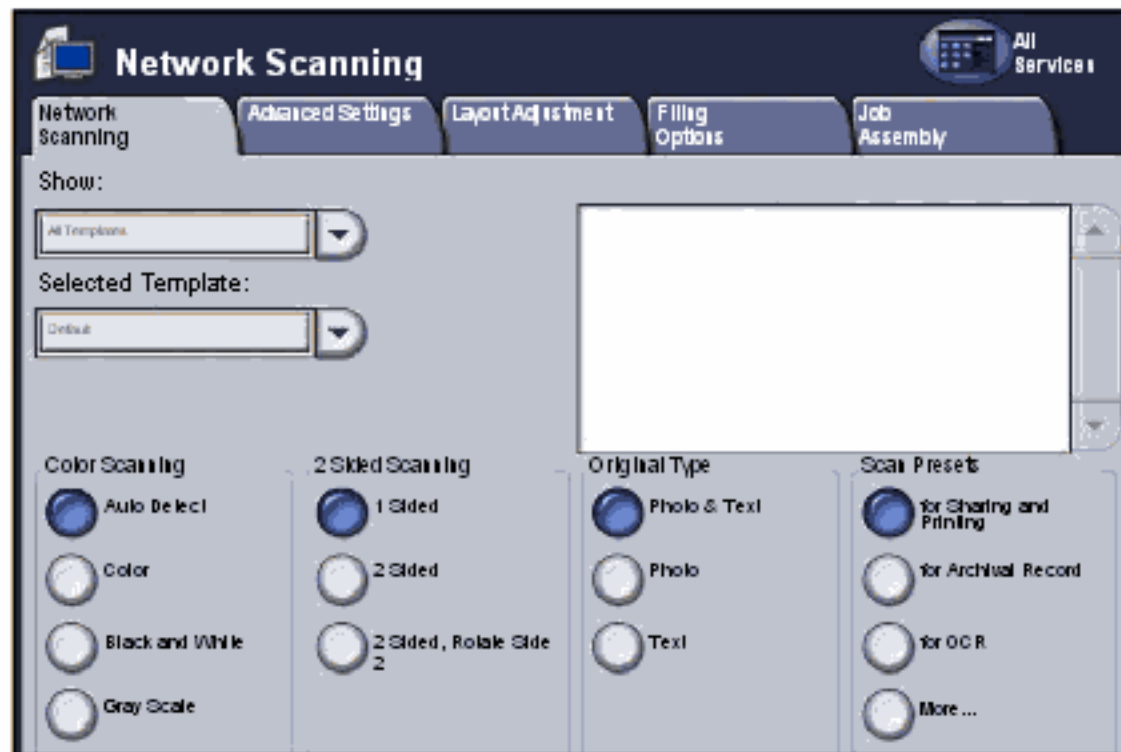 Network Scanning
All
Services
Network
Scanning
Advanced Settings
Layout Adjustment
Filing
Options
Job
Assembly
Show:
All Templates
Selected Template:
Default
Color Scanning
Auto Detect
Color
Black and White
Gray Scale
2 Sided Scanning
1 Sided
2 Sided
2 Sided, Rotate Side
2
Original Type
Photo & Text
Photo
Text
Scan Presets
for Sharing and
Printing
for Archival Record
for OCR
More ...